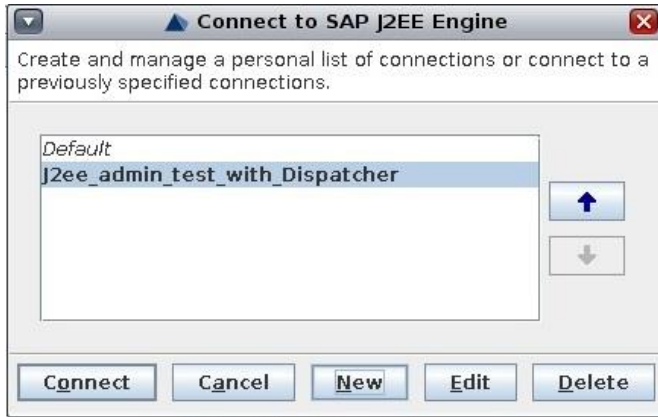 Connect to SAP J2EE Engine
Create and manage a personal list of connections or connect to a
previously specified connections.
Default
J2ee_admin_test_with_Dispatcher
Connect
Cancel
New
Edit
Delete